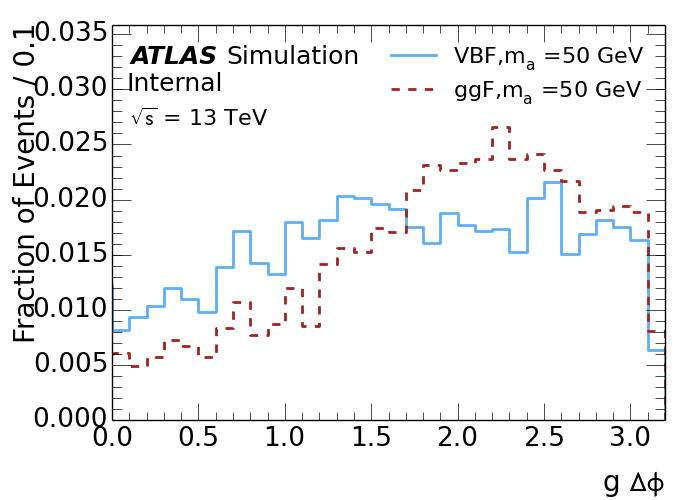 0.035
0.030
0.025
0.020
0.015
0.010
0.005
0.000
Fraction of Events / 0.1
ATLAS Simulation
Internal
√s = 13 TeV
VBF,mₐ =50 GeV
ggF,mₐ =50 GeV
0.0 0.5 1.0 1.5 2.0 2.5 3.0
g Δϕ